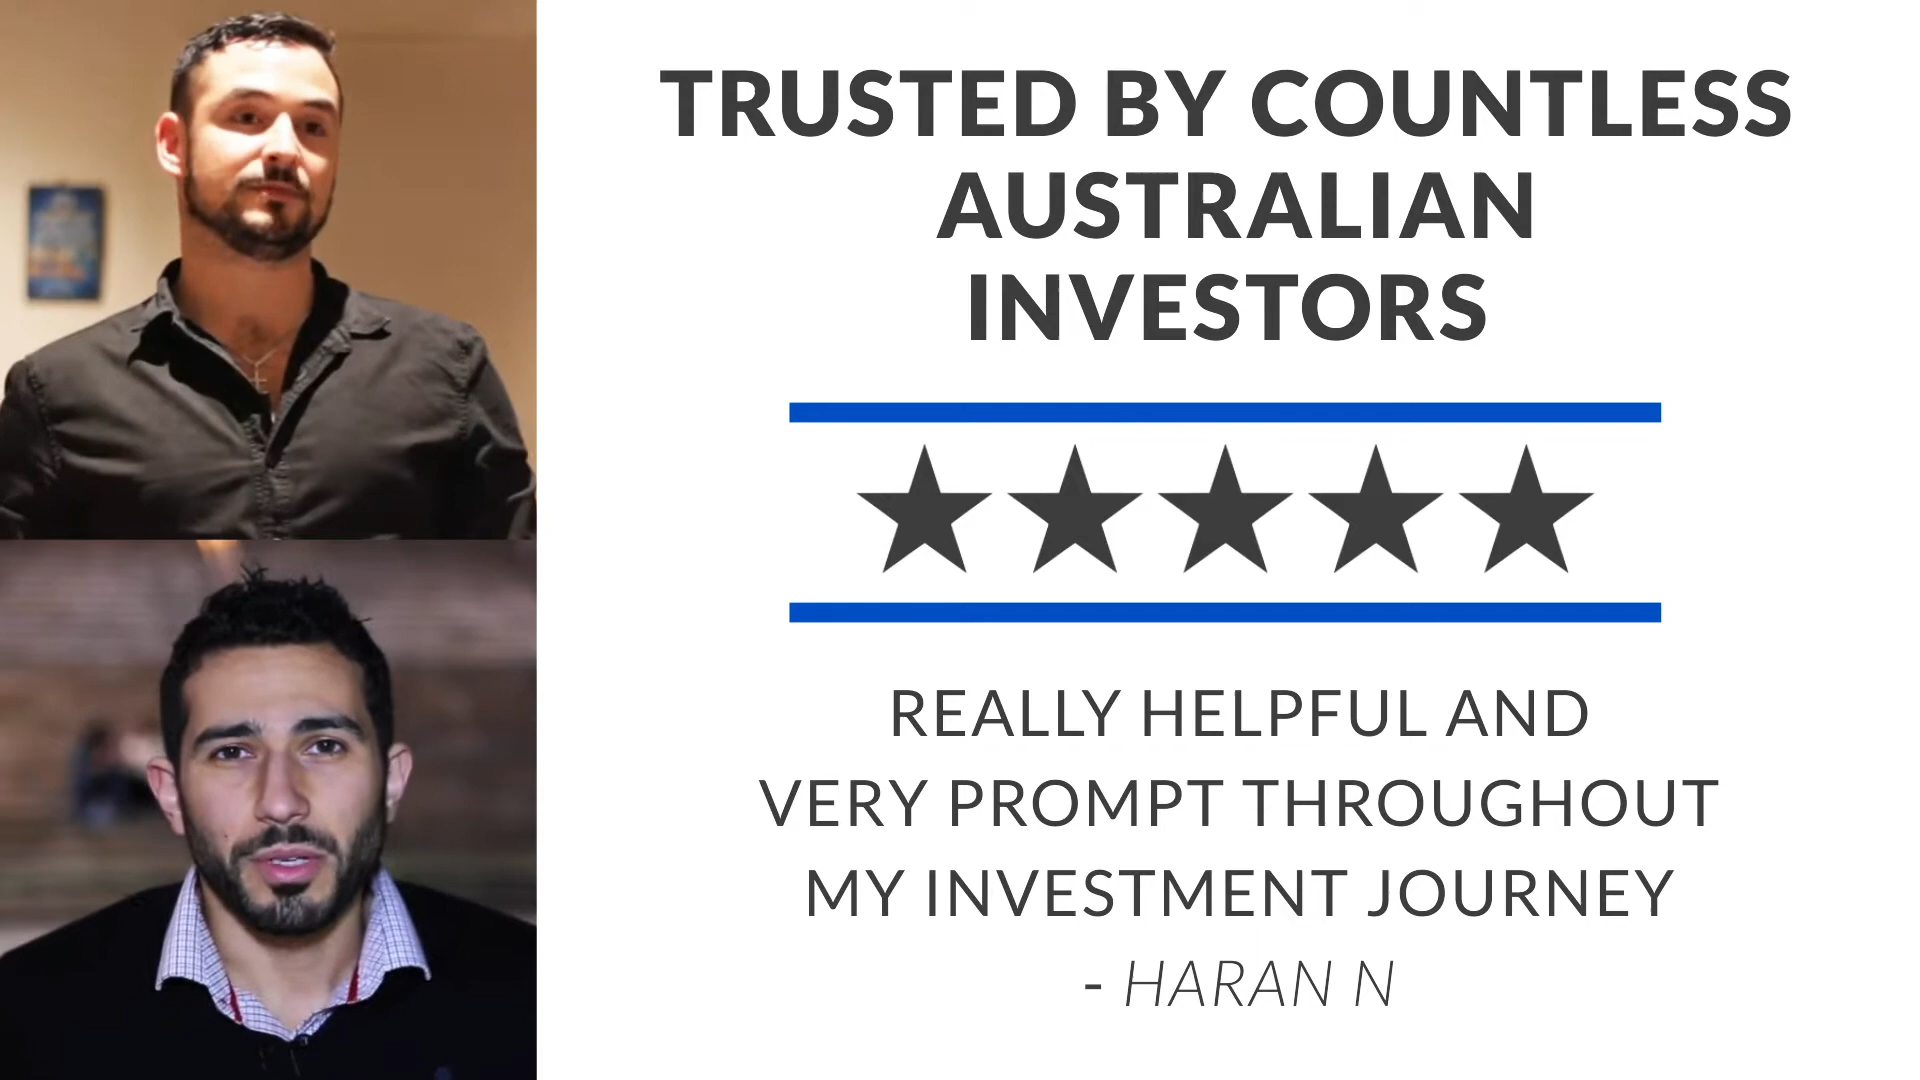 TRUSTED BY COUNTLESS
AUSTRALIAN
INVESTORS
REALLY HELPFUL AND
VERY PROMPT THROUGHOUT
MY INVESTMENT JOURNEY
- HARAN N